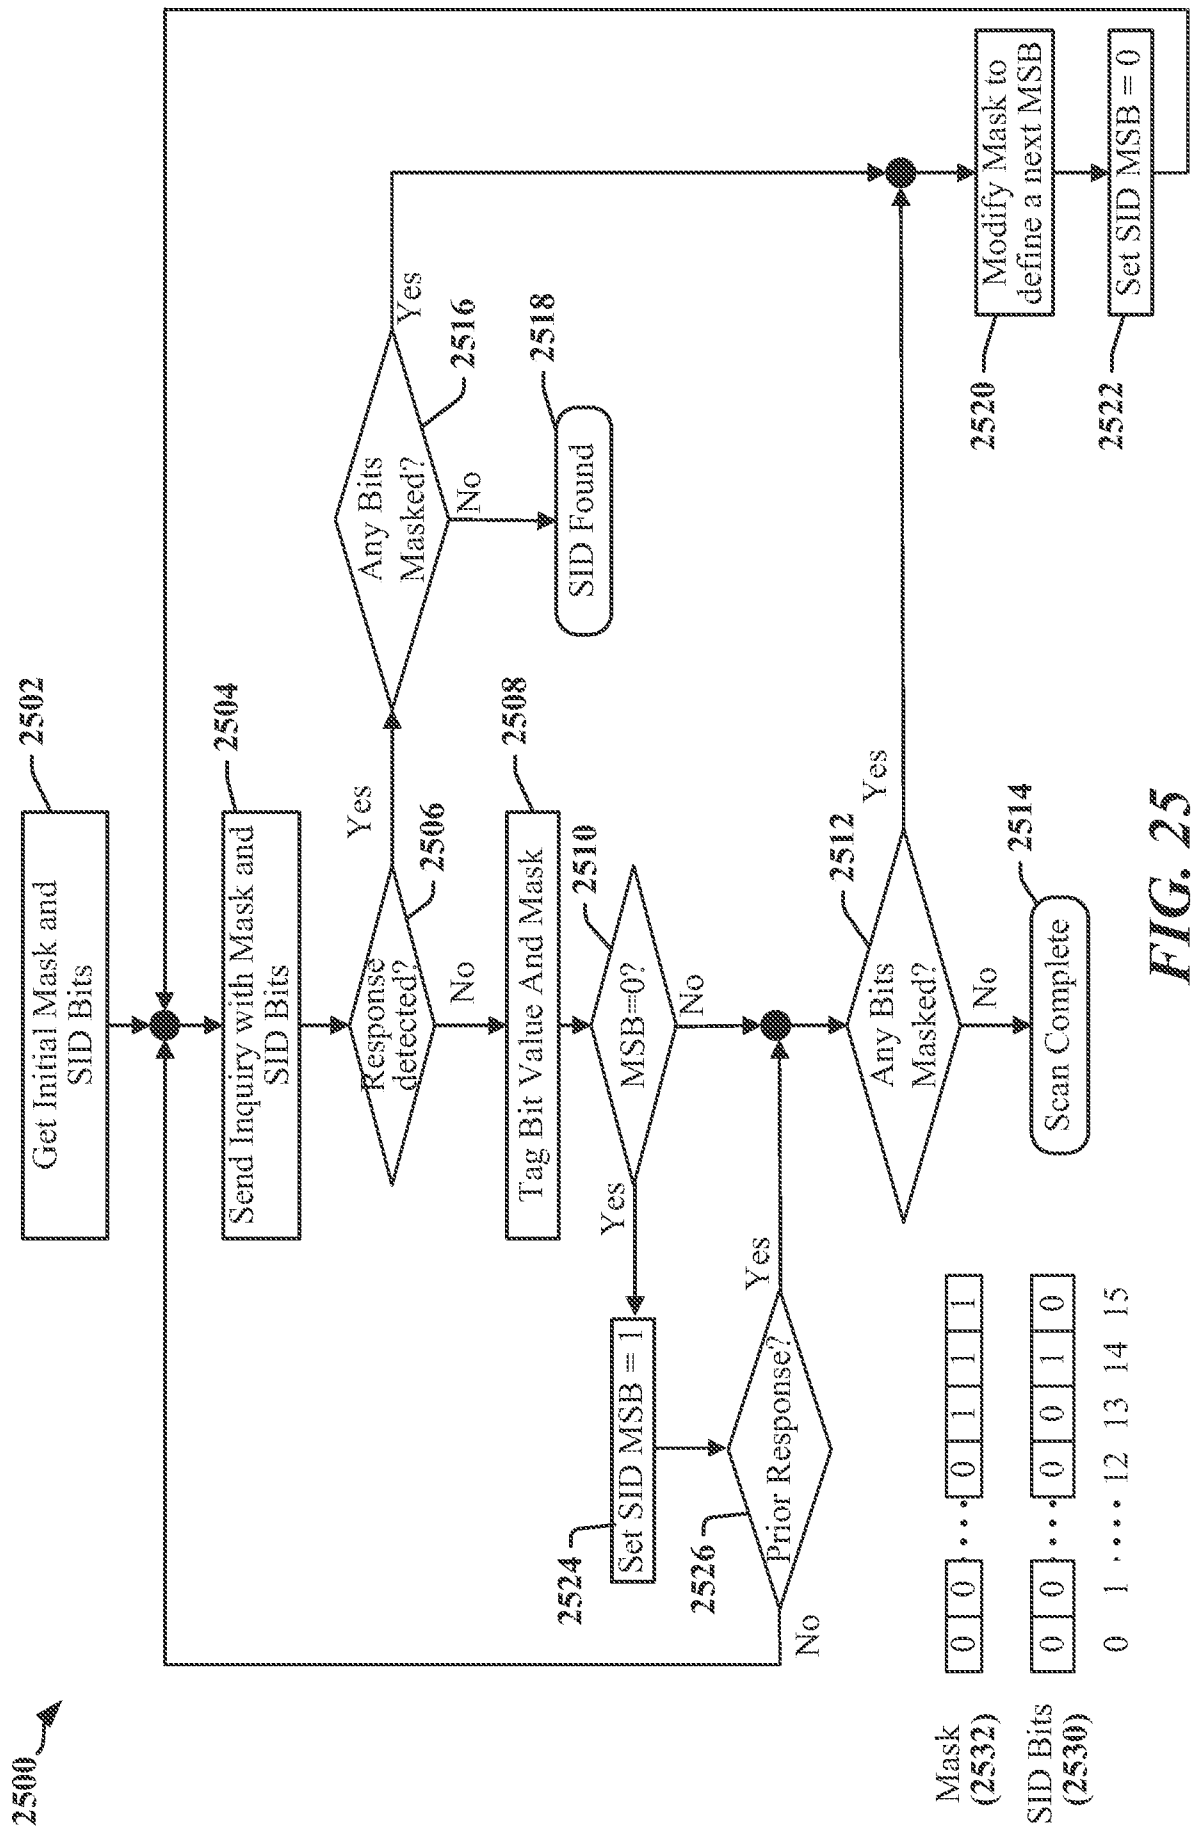 2500
Get Initial Mask and
SID Bits
2502
Send Inquiry with Mask and
SID Bits
2504
Response
detected?
2506
Yes
No
Any Bits
Masked?
2516
Yes
No
SID Found
2518
Tag Bit Value And Mask
2508
MSB=0?
2510
Yes
No
Set SID MSB = 1
2524
Prior Response?
2526
Yes
No
Any Bits
Masked?
2512
Yes
No
Scan Complete
2514
Modify Mask to
define a next MSB
2520
Set SID MSB = 0
2522
Mask
(2532)
0 0 •••• 0 1 1 1
SID Bits
(2530)
0 0 •••• 0 0 1 0
0 1 •••• 12 13 14 15
FIG. 25